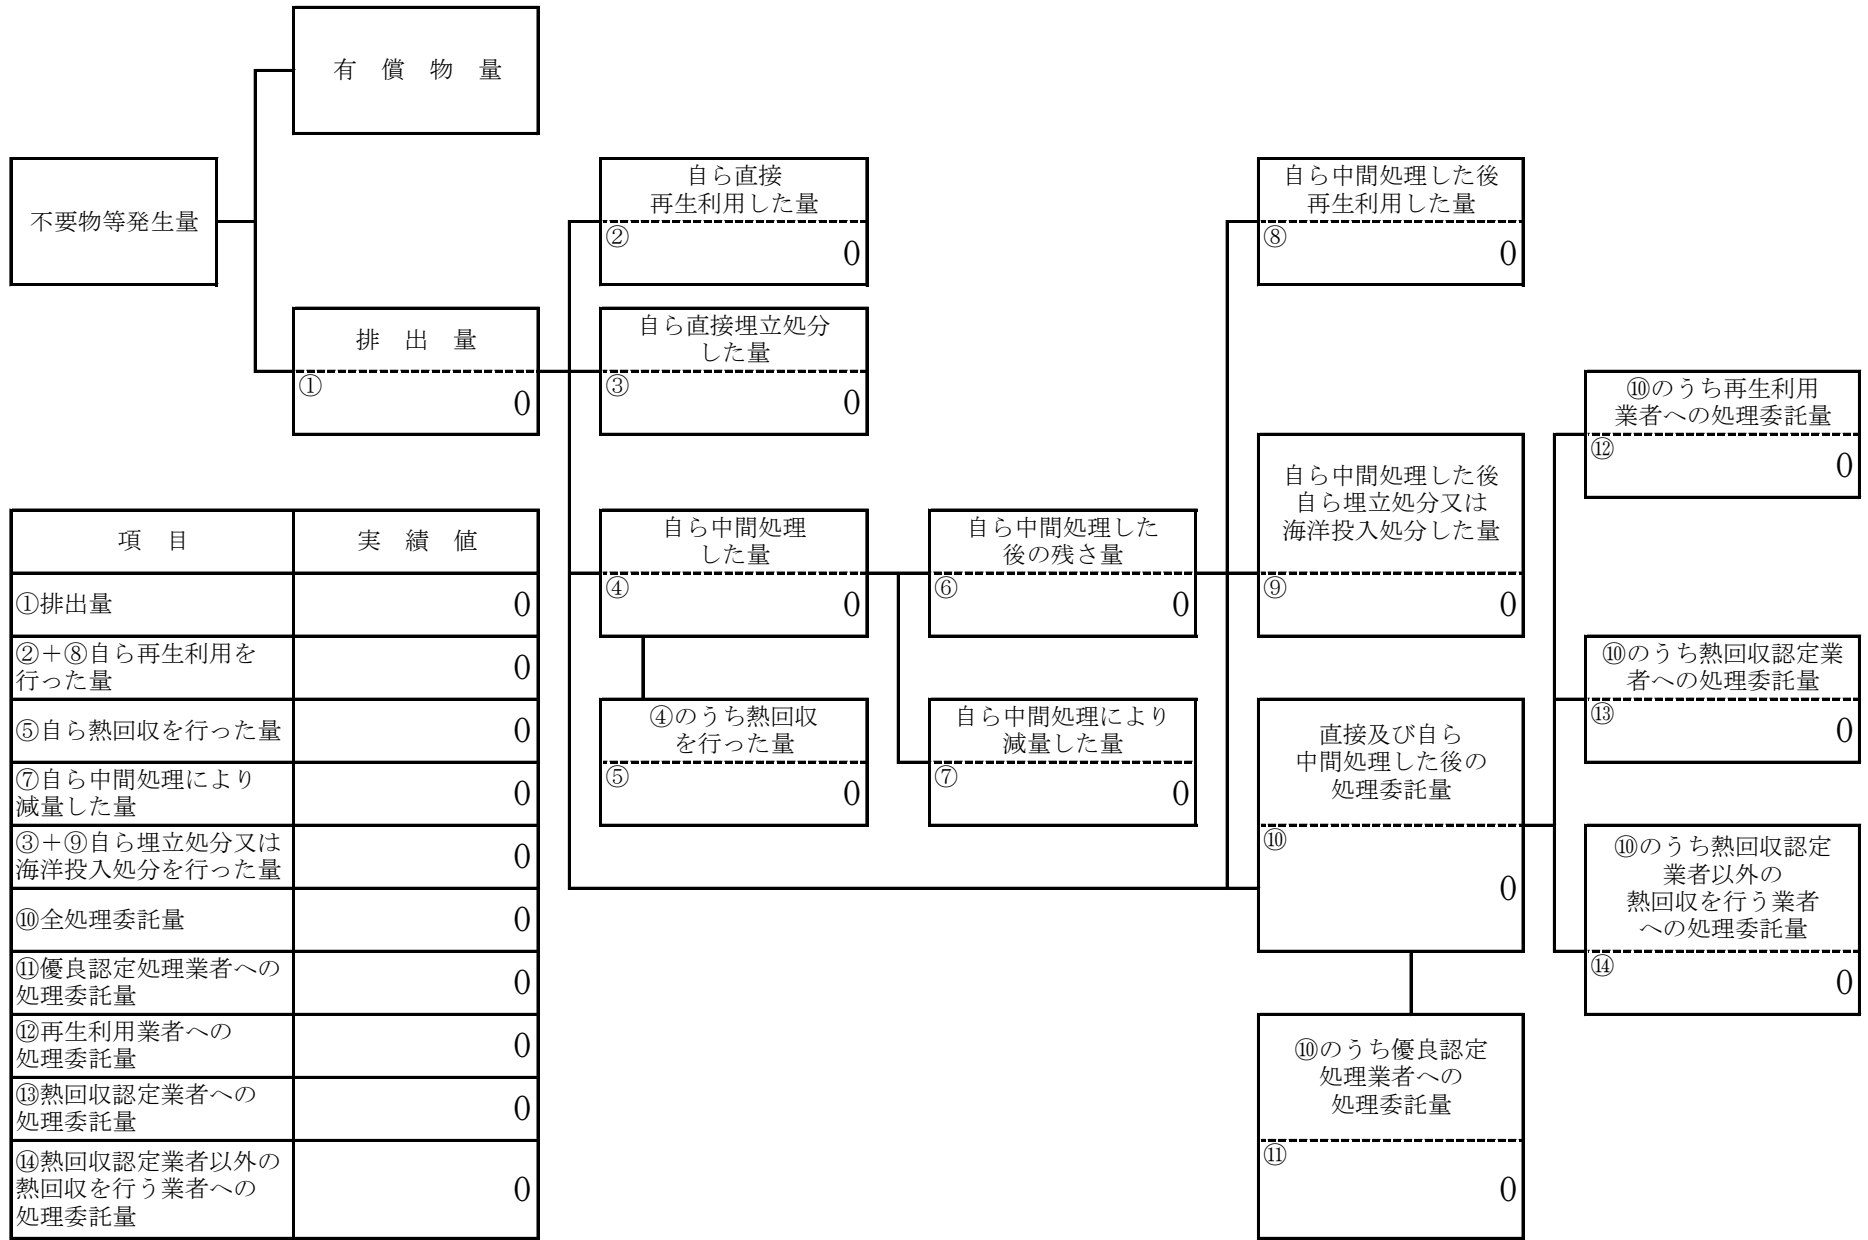 有 償 物 量
不要物等発生量
排 出 量
①
0
自ら直接
再生利用した量
②
0
自ら直接埋立処分
した量
③
0
自ら中間処理
した量
④
0
④のうち熱回収
を行った量
⑤
0
自ら中間処理した
後の残さ量
⑥
0
自ら中間処理により
減量した量
⑦
0
自ら中間処理した後
再生利用した量
⑧
0
自ら中間処理した後
自ら埋立処分又は
海洋投入処分した量
⑨
0
直接及び自ら
中間処理した後の
処理委託量
⑩
0
⑩のうち優良認定
処理業者への
処理委託量
⑪
0
⑩のうち再生利用
業者への処理委託量
⑫
0
⑩のうち熱回収認定業
者への処理委託量
⑬
0
⑩のうち熱回収認定
業者以外の
熱回収を行う業者
への処理委託量
⑭
0
項 目 実 績 値
①排出量 0
②+⑧自ら再生利用を
行った量
0
⑤自ら熱回収を行った量 0
⑦自ら中間処理により
減量した量
0
③+⑨自ら埋立処分又は
海洋投入処分を行った量
0
⑩全処理委託量 0
⑪優良認定処理業者への
処理委託量
0
⑫再生利用業者への
処理委託量
0
⑬熱回収認定業者への
処理委託量
0
⑭熱回収認定業者以外の
熱回収を行う業者への
処理委託量
0